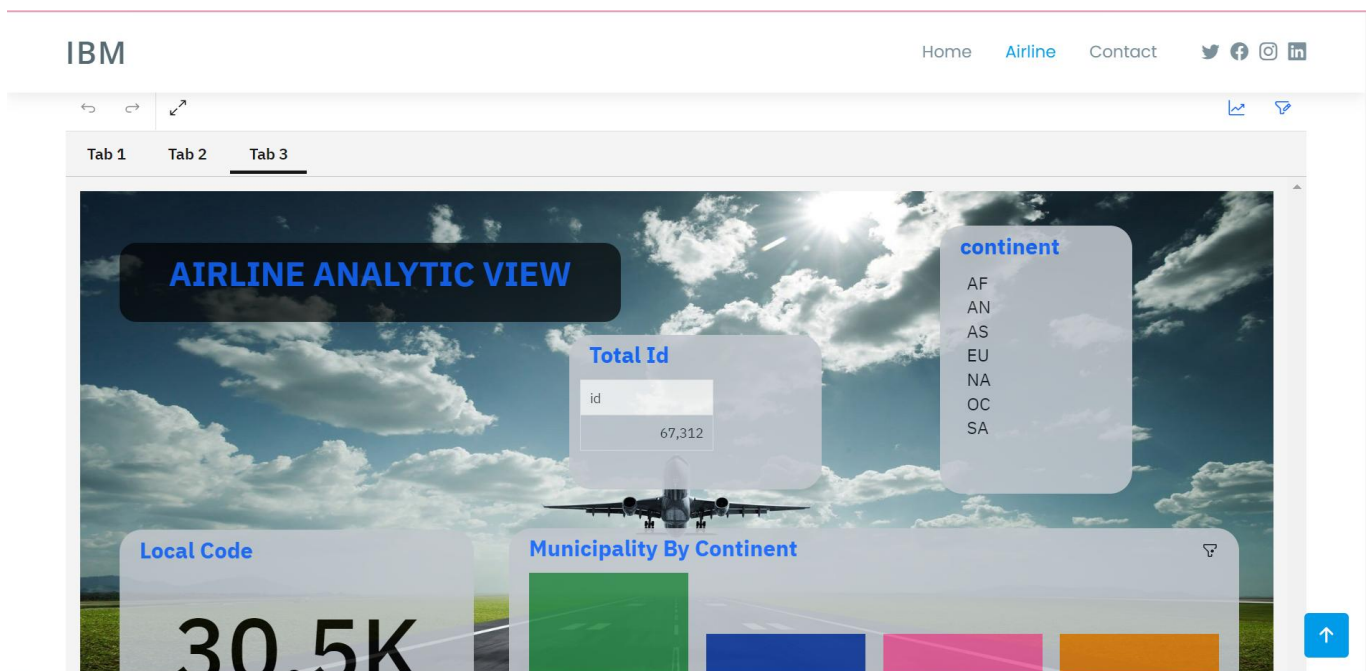 IBM
Home Airline Contact
Tab 1 Tab 2 Tab 3
AIRLINE ANALYTIC VIEW
continent
AF
AN
AS
EU
NA
OC
SA
Total Id
id
67,312
Local Code
30.5K
Municipality By Continent